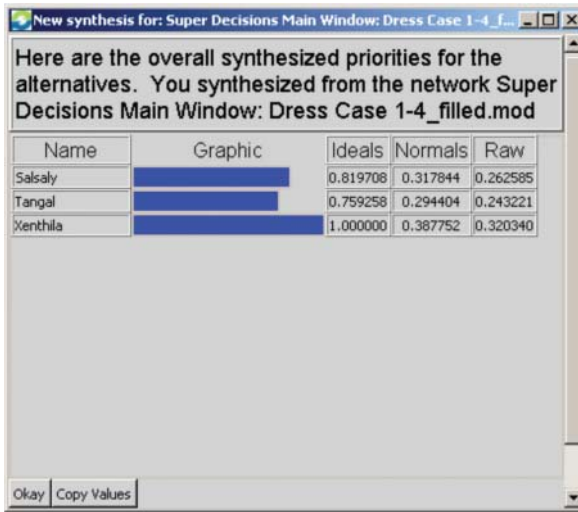 New synthesis for: Super Decisions Main Window: Dress Case 1-4_f...
Here are the overall synthesized priorities for the
alternatives. You synthesized from the network Super
Decisions Main Window: Dress Case 1-4_filled.mod
Name Graphic Ideals Normals Raw
Salsaly 0.819708 0.317844 0.262585
Tangal 0.759258 0.294404 0.243221
Xenthila 1.000000 0.387752 0.320340
Okay Copy Values